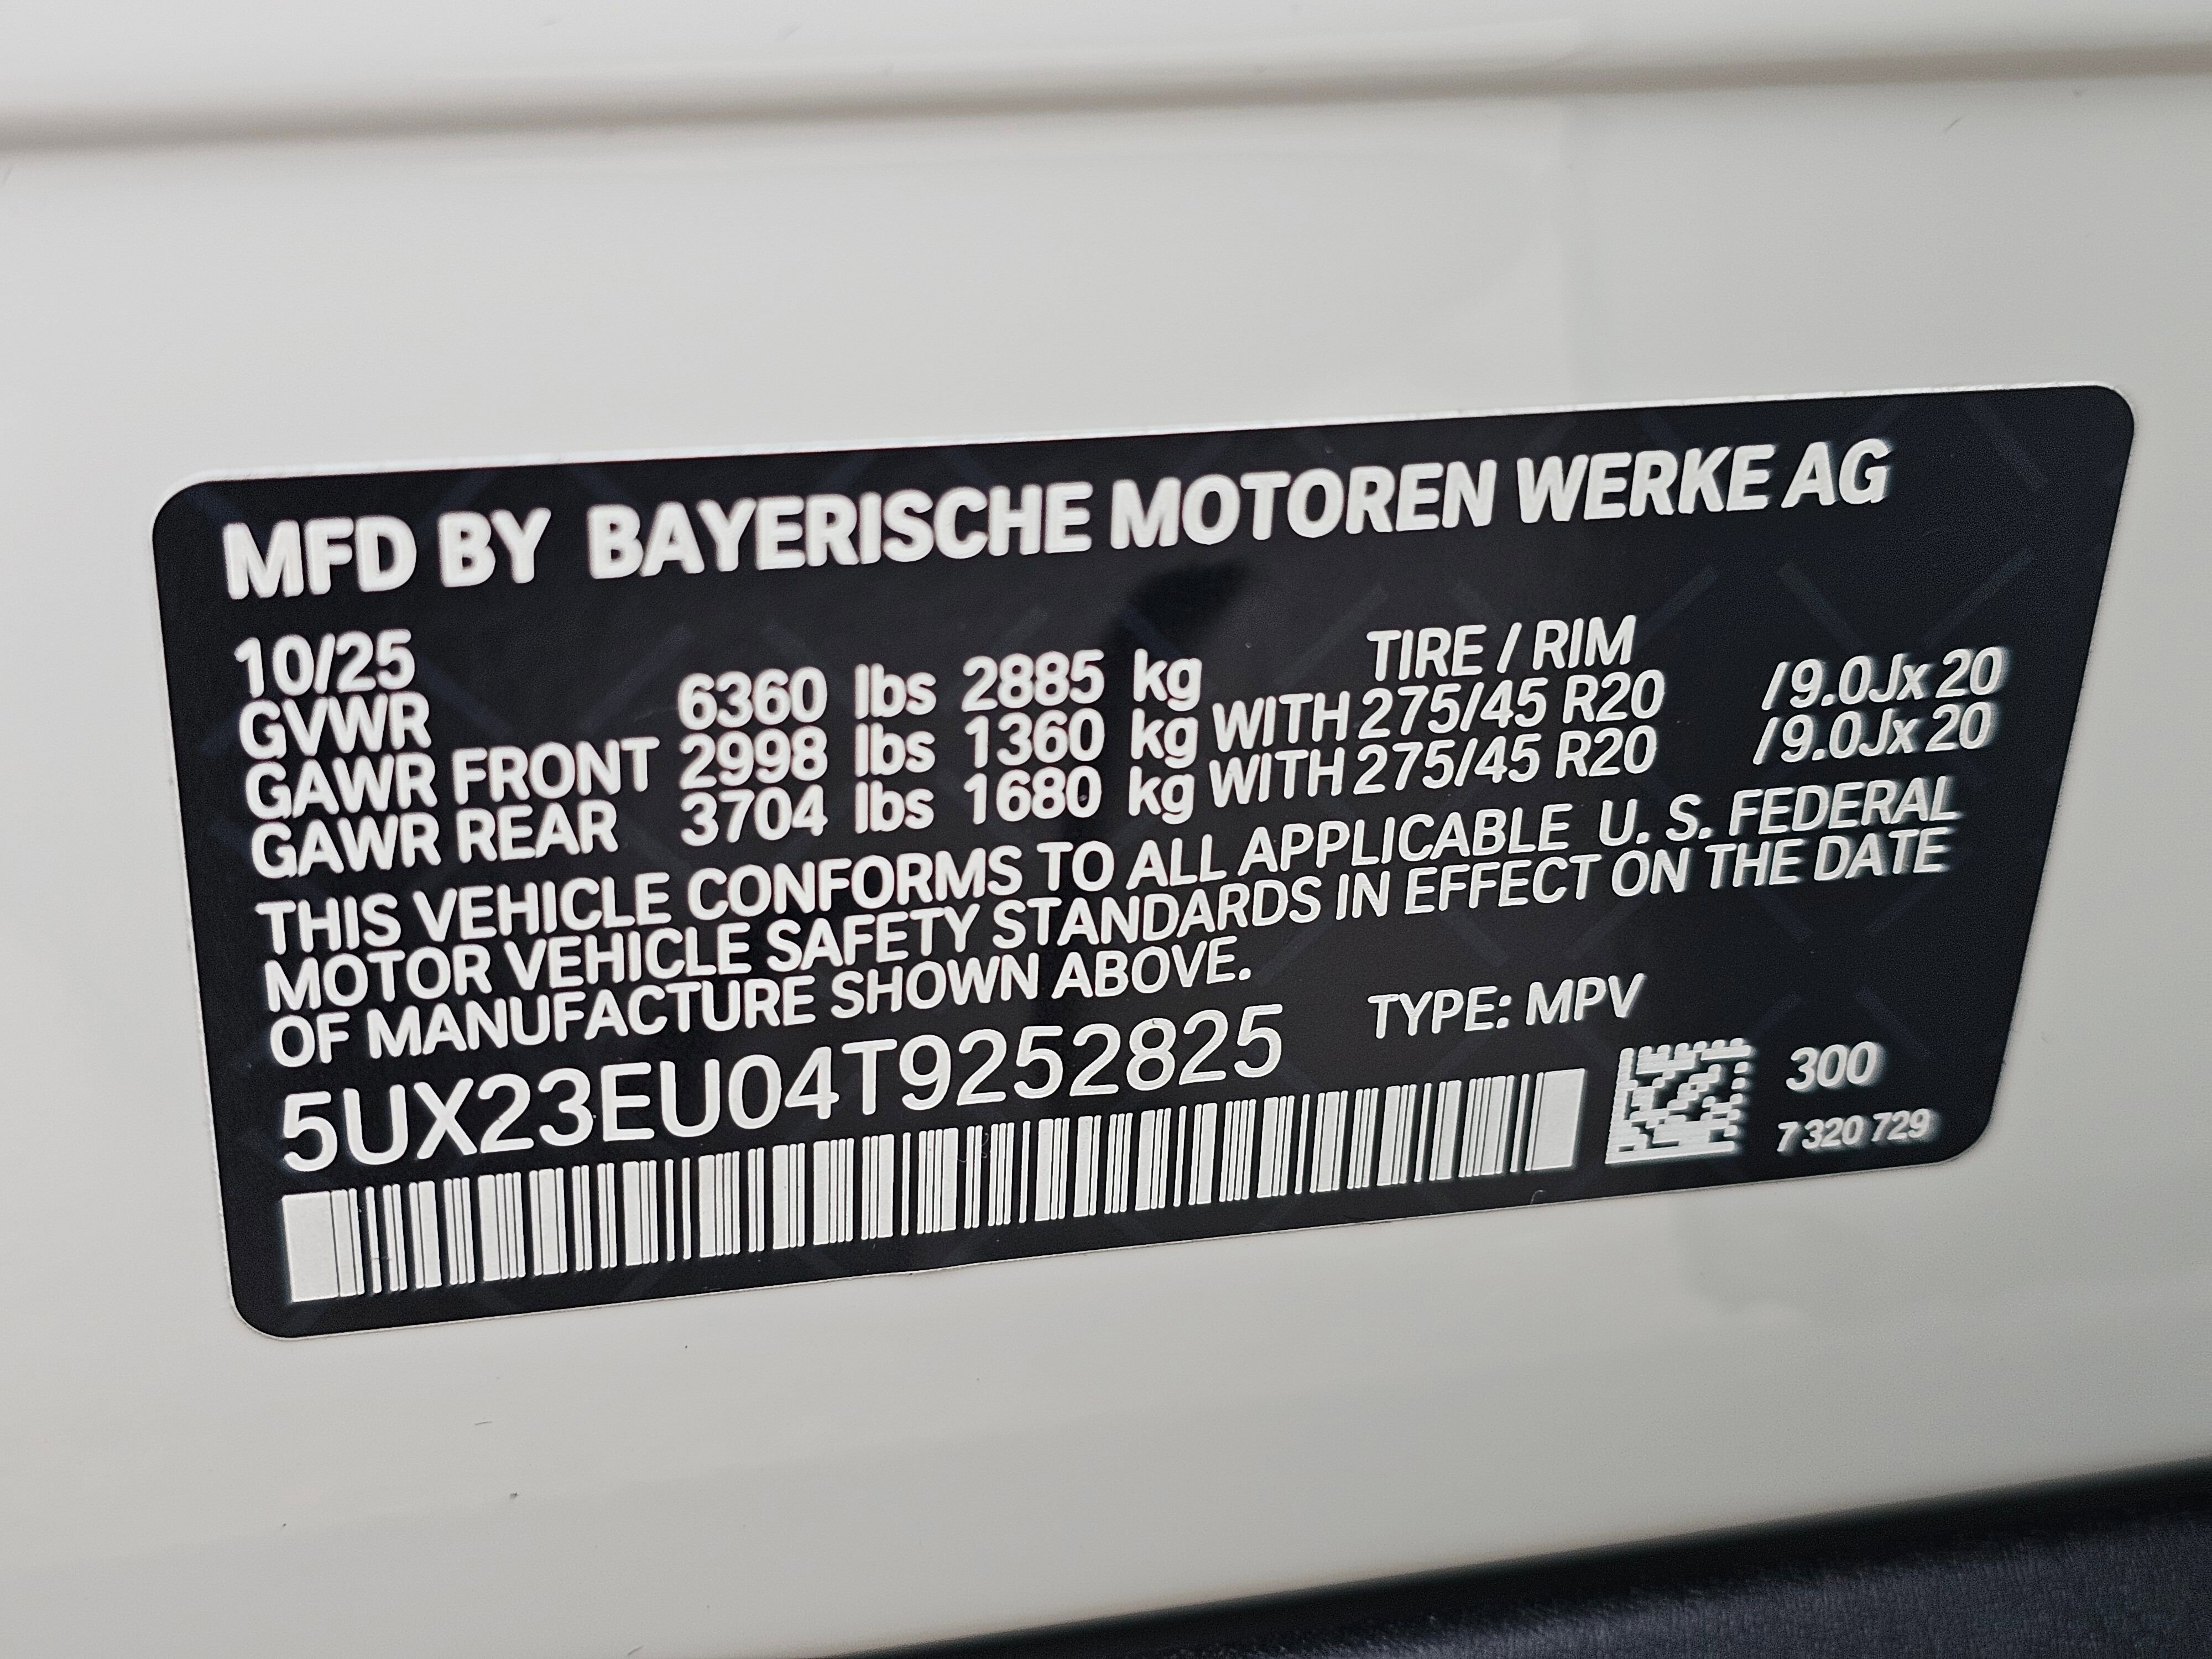 MFD BY BAYERISCHE MOTOREN WERKE AG
10/25 TIRE / RIM
GVWR 6360 lbs 2885 kg
GAWR FRONT 2998 lbs 1360 kg WITH 275/45 R20 / 9.0Jx 20
GAWR REAR 3704 lbs 1680 kg WITH 275/45 R20 / 9.0Jx 20
THIS VEHICLE CONFORMS TO ALL APPLICABLE U. S. FEDERAL
MOTOR VEHICLE SAFETY STANDARDS IN EFFECT ON THE DATE
OF MANUFACTURE SHOWN ABOVE.
5UX23EU04T9252825 TYPE: MPV
300
7 320 729